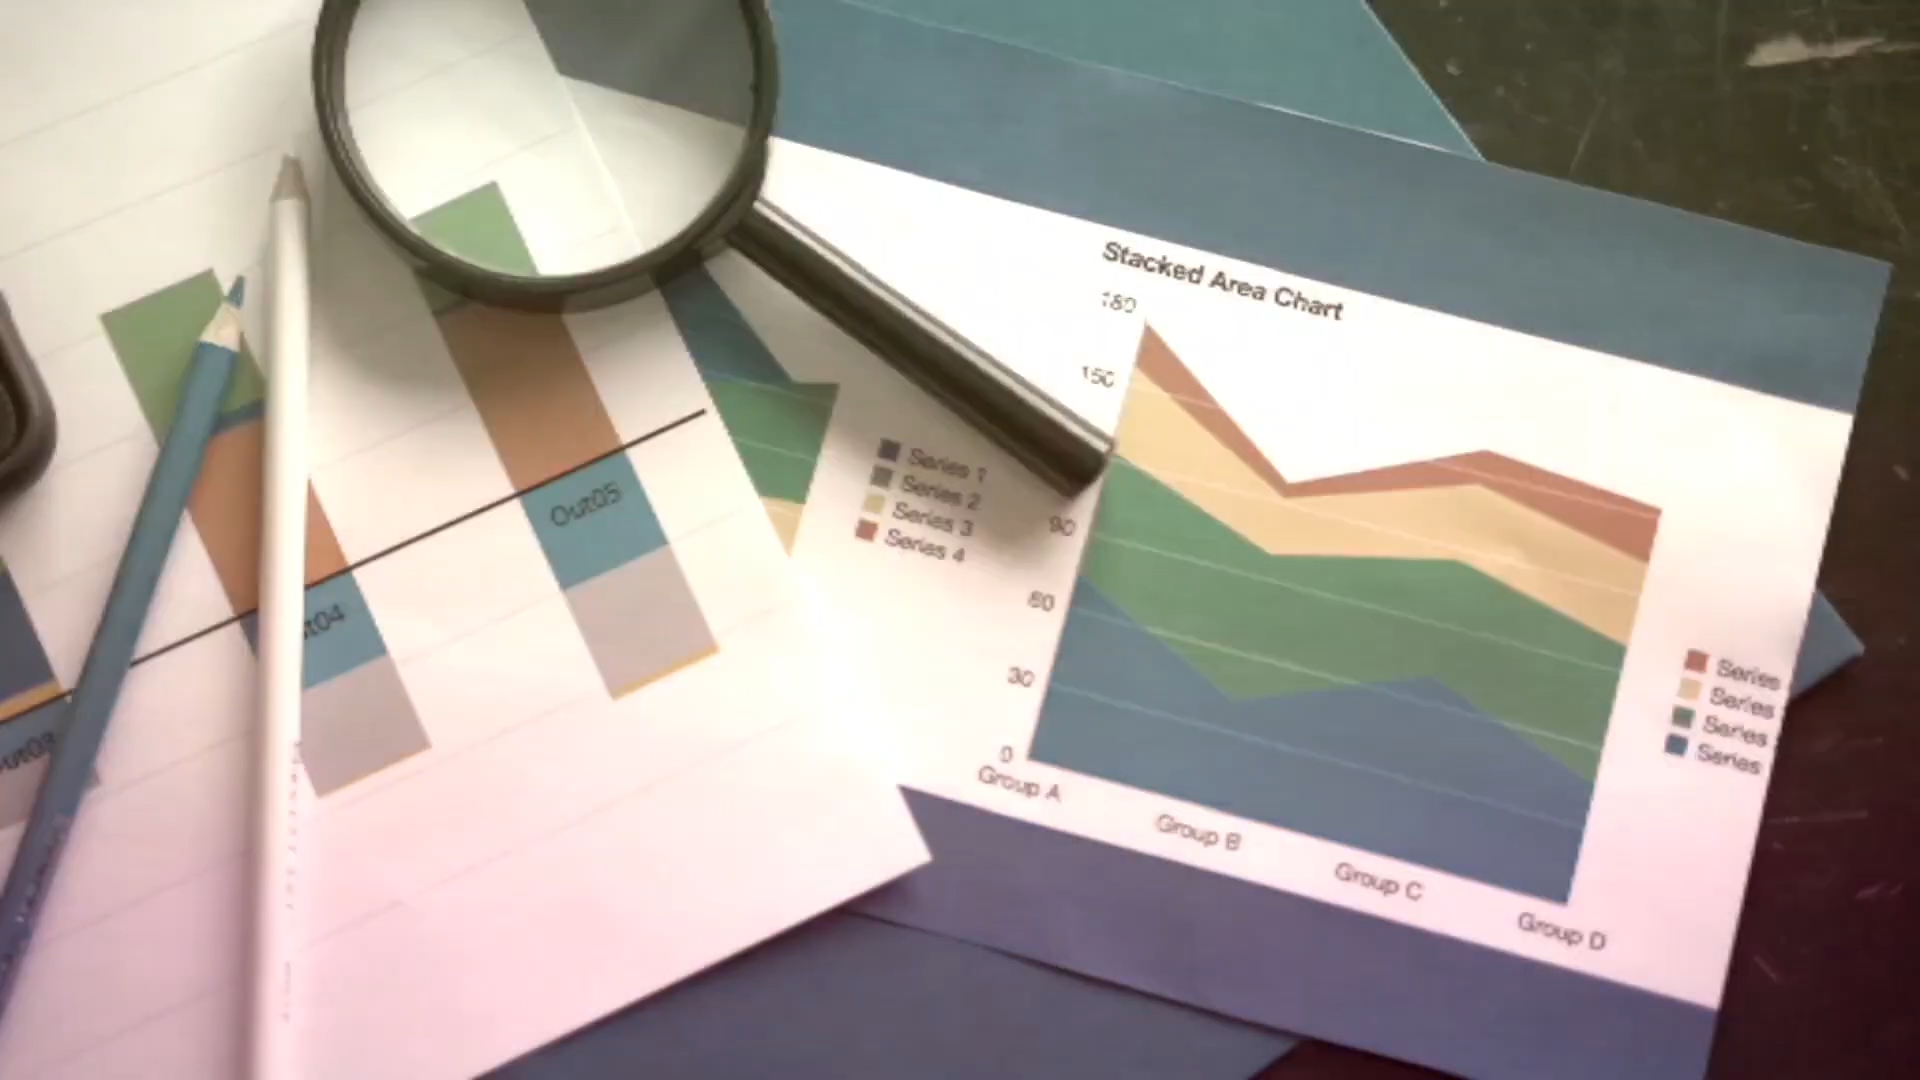 Stacked Area Chart
180
150
90
60
30
0
Group A
Group B
Group C
Group D
Series
Series
Series
Series
Series 1
Series 2
Series 3
Series 4
Out05
t04